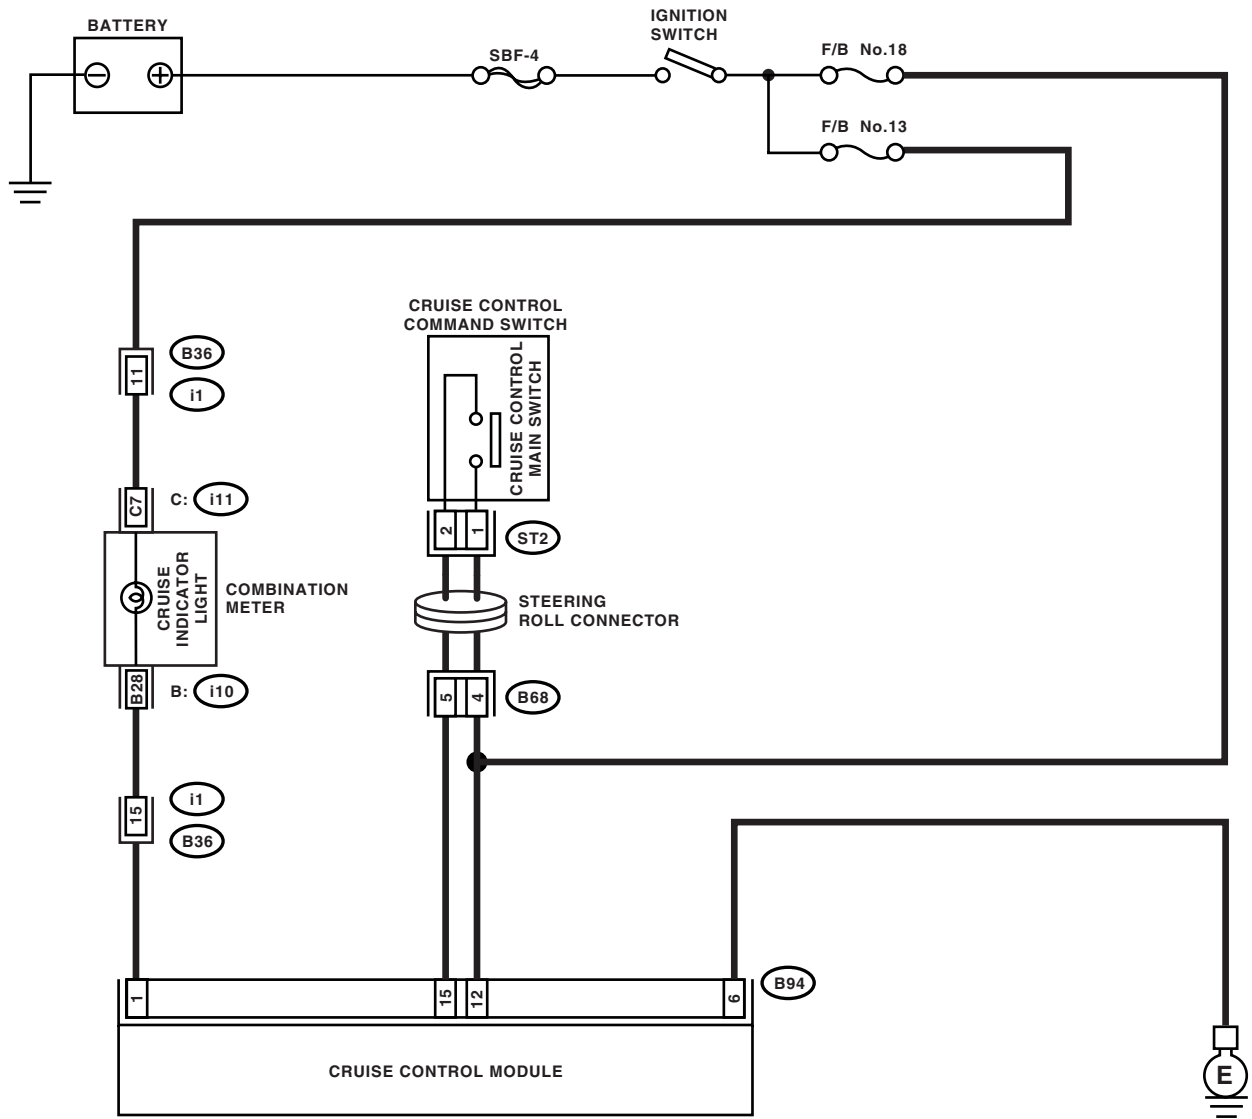 BATTERY
IGNITION
SWITCH
SBF-4
F/B No.18
F/B No.13
CRUISE CONTROL
COMMAND SWITCH
CRUISE CONTROL
MAIN SWITCH
11
B36
i1
C7
C: i11
CRUISE
INDICATOR
LIGHT
COMBINATION
METER
B28
B: i10
2 1
ST2
STEERING
ROLL CONNECTOR
5 4
B68
15
i1
B36
1
15
12
6
B94
CRUISE CONTROL MODULE
E